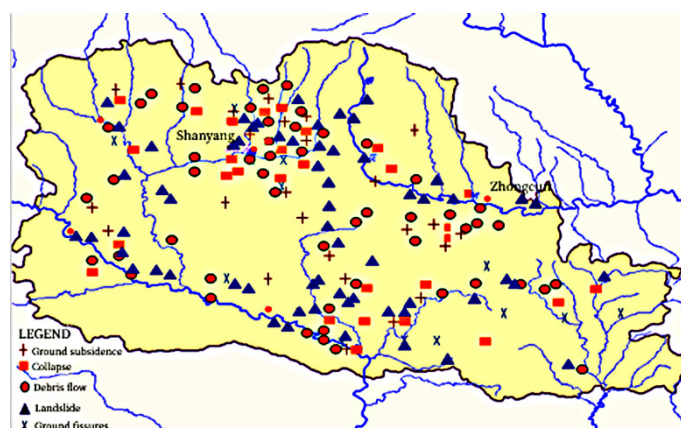 Shanyang
Zhongcun
LEGEND
Ground subsidence
Collapse
Debris flow
Landslide
Ground fissures